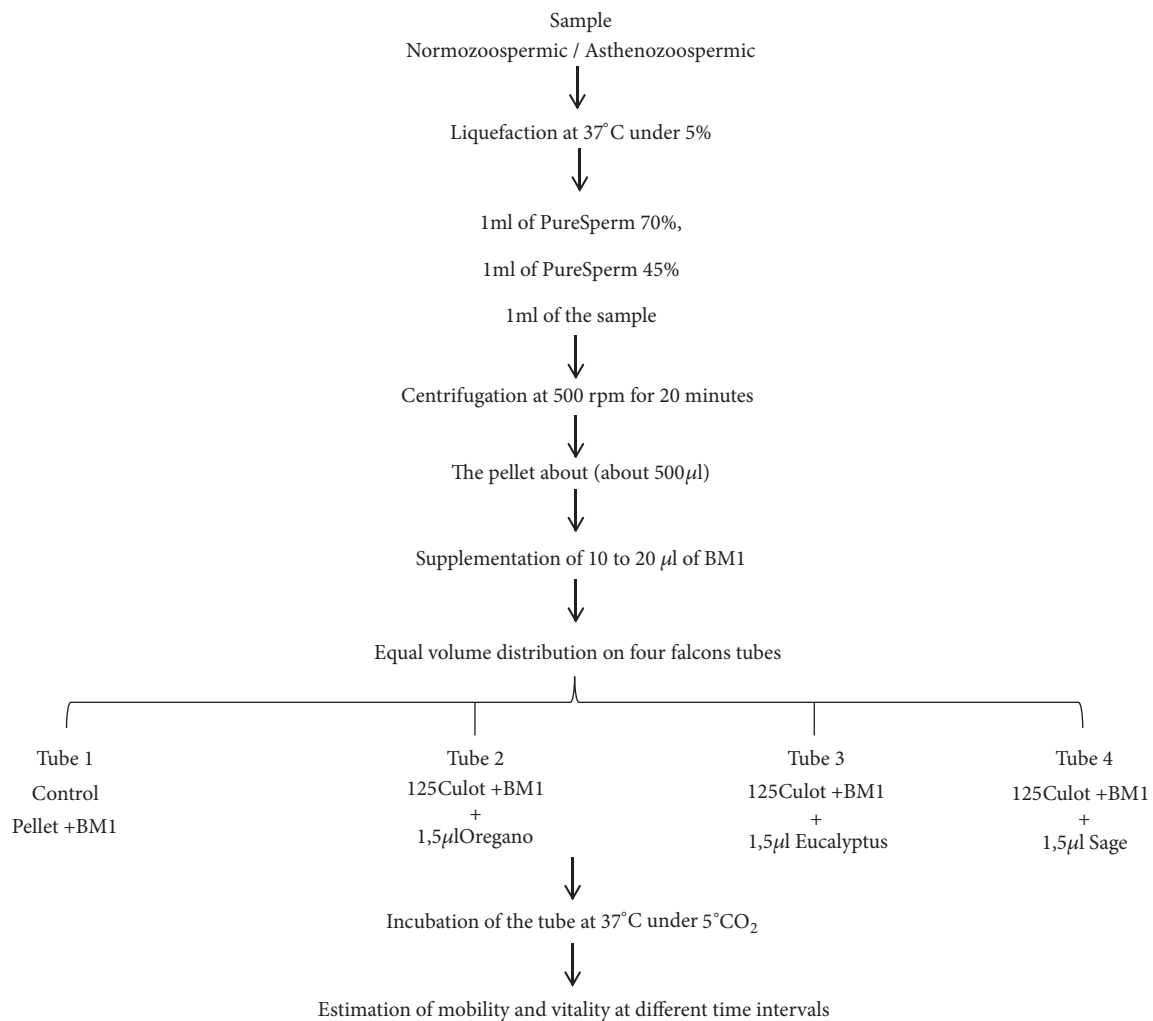 Sample
Normozoospermic / Asthenozoospermic
Liquefaction at 37°C under 5%
1ml of PureSperm 70%,
1ml of PureSperm 45%
1ml of the sample
Centrifugation at 500 rpm for 20 minutes
The pellet about (about 500μl)
Supplementation of 10 to 20 μl of BM1
Equal volume distribution on four falcons tubes
Tube 1
Control
Pellet +BM1
Tube 2
125Culot +BM1
+
1,5μlOregano
Tube 3
125Culot +BM1
+
1,5μl Eucalyptus
Tube 4
125Culot +BM1
+
1,5μl Sage
Incubation of the tube at 37°C under 5°CO₂
Estimation of mobility and vitality at different time intervals